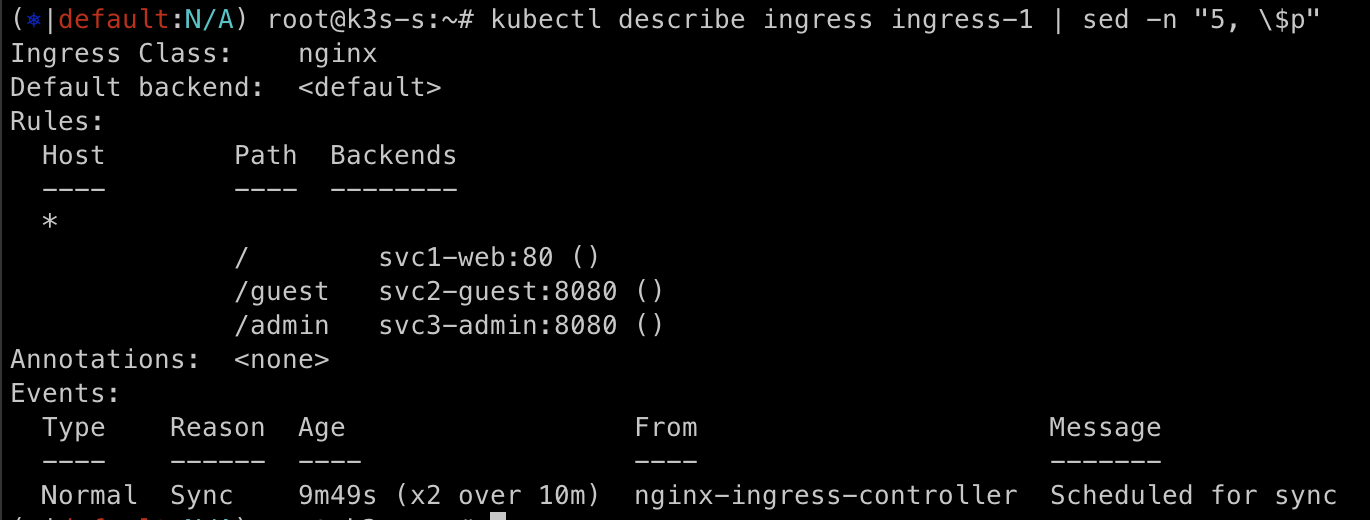 (⎈|default:N/A) root@k3s-s:~# kubectl describe ingress ingress-1 | sed -n "5, \$p"
Ingress Class:    nginx
Default backend:  <default>
Rules:
  Host        Path  Backends
  ----        ----  --------
  *
              /        svc1-web:80 ()
              /guest   svc2-guest:8080 ()
              /admin   svc3-admin:8080 ()
Annotations:  <none>
Events:
  Type    Reason  Age                  From                      Message
  ----    ------  ----                 ----                      -------
  Normal  Sync    9m49s (x2 over 10m)  nginx-ingress-controller  Scheduled for sync